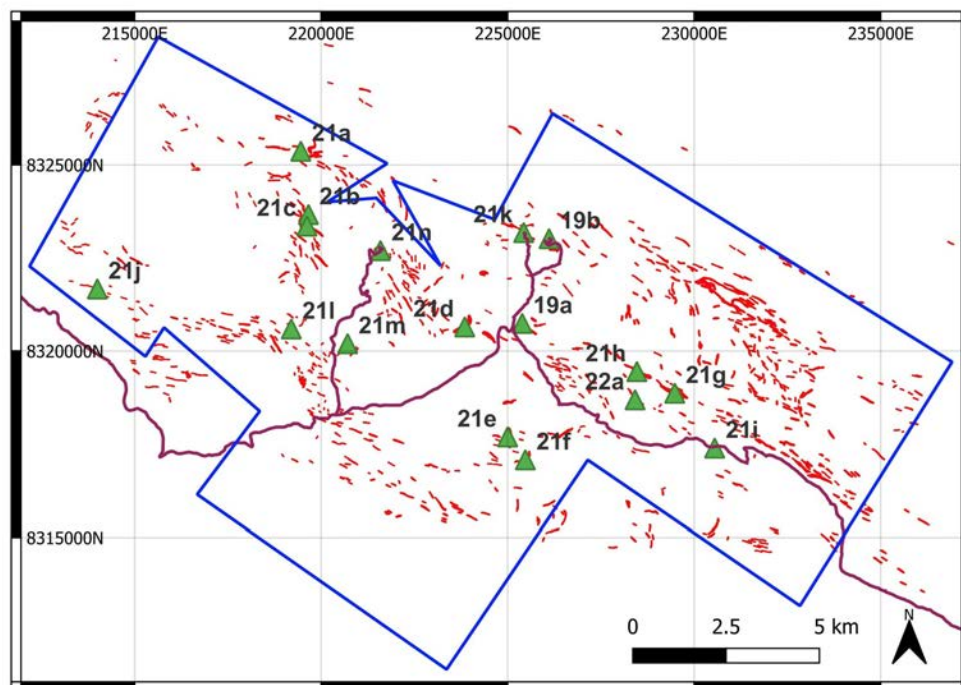 215000E 220000E 225000E 230000E 235000E
21a
8325000N
21b
21c
21k
19b
21n
21j
21l
21m
21d
19a
8320000N
21h
22a
21g
21e
21f
21i
8315000N
N
0 2.5 5 km